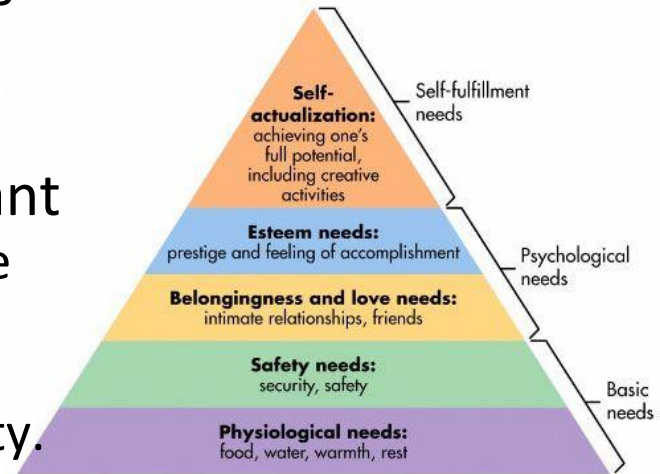 Self-
actualization:
achieving one's
full potential,
including creative
activities
Self-fulfillment
needs
Esteem needs:
prestige and feeling of accomplishment
Psychological
needs
Belongingness and love needs:
intimate relationships, friends
Safety needs:
security, safety
Basic
needs
Physiological needs:
food, water, warmth, rest